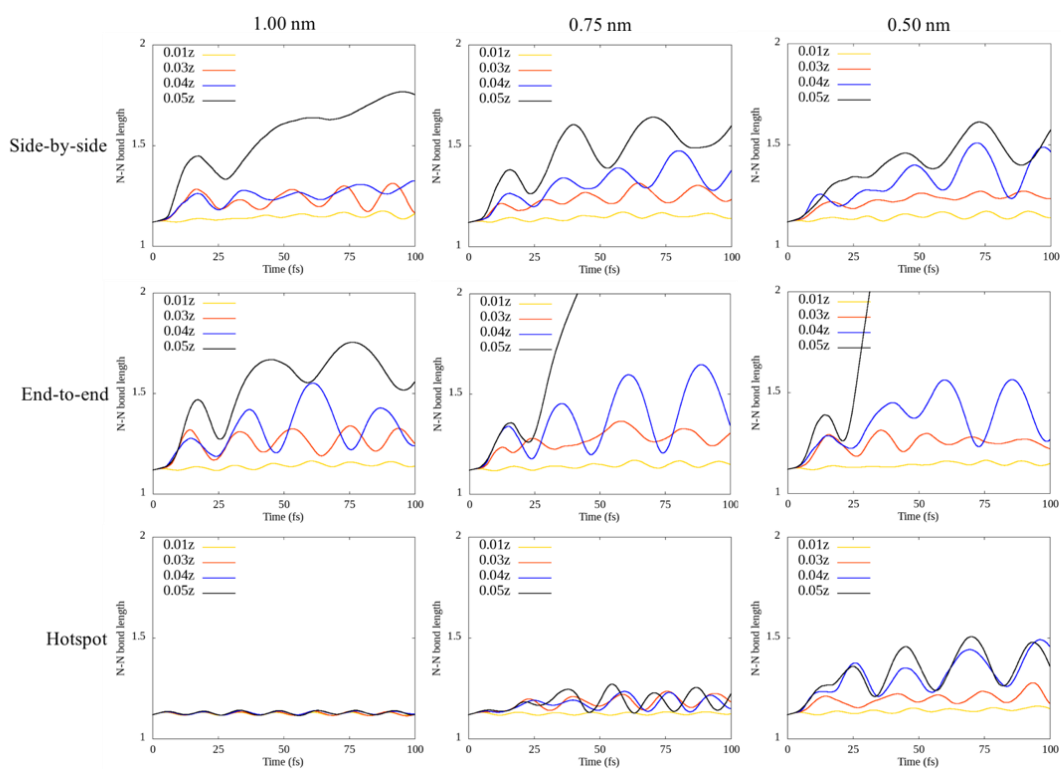 1.00 nm
0.75 nm
0.50 nm
Side-by-side
N-N bond length
2
1.5
1
0.01z
0.03z
0.04z
0.05z
0
25
50
75
100
Time (fs)
N-N bond length
2
1.5
1
0.01z
0.03z
0.04z
0.05z
0
25
50
75
100
Time (fs)
N-N bond length
2
1.5
1
0.01z
0.03z
0.04z
0.05z
0
25
50
75
100
Time (fs)
End-to-end
N-N bond length
2
1.5
1
0.01z
0.03z
0.04z
0.05z
0
25
50
75
100
Time (fs)
N-N bond length
2
1.5
1
0.01z
0.03z
0.04z
0.05z
0
25
50
75
100
Time (fs)
N-N bond length
2
1.5
1
0.01z
0.03z
0.04z
0.05z
0
25
50
75
100
Time (fs)
Hotspot
N-N bond length
2
1.5
1
0.01z
0.03z
0.04z
0.05z
0
25
50
75
100
Time (fs)
N-N bond length
2
1.5
1
0.01z
0.03z
0.04z
0.05z
0
25
50
75
100
Time (fs)
N-N bond length
2
1.5
1
0.01z
0.03z
0.04z
0.05z
0
25
50
75
100
Time (fs)